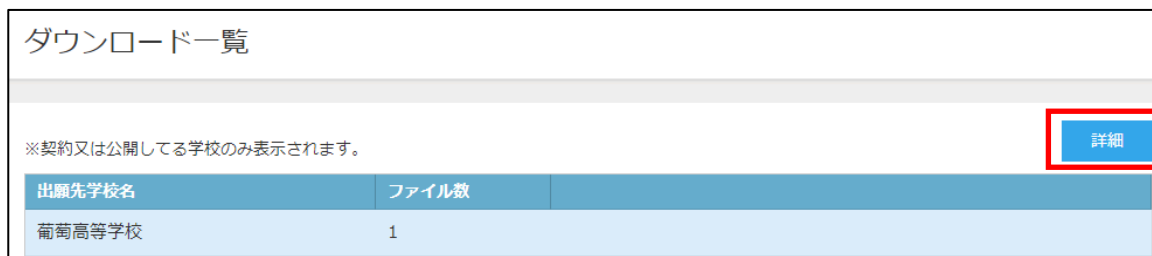 ダウンロード一覧
※契約又は公開してる学校のみ表示されます。
詳細
出願先学校名 ファイル数
葡萄高等学校 1